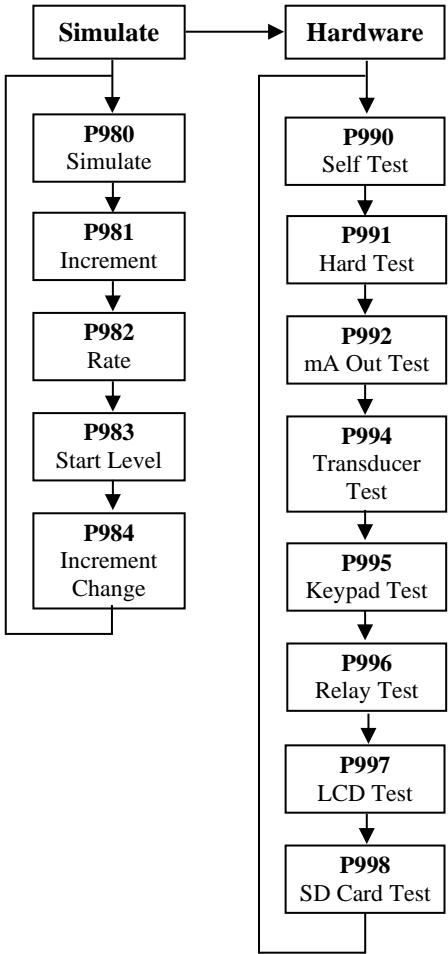 Simulate
P980
Simulate
P981
Increment
P982
Rate
P983
Start Level
P984
Increment
Change
Hardware
P990
Self Test
P991
Hard Test
P992
mA Out Test
P994
Transducer
Test
P995
Keypad Test
P996
Relay Test
P997
LCD Test
P998
SD Card Test